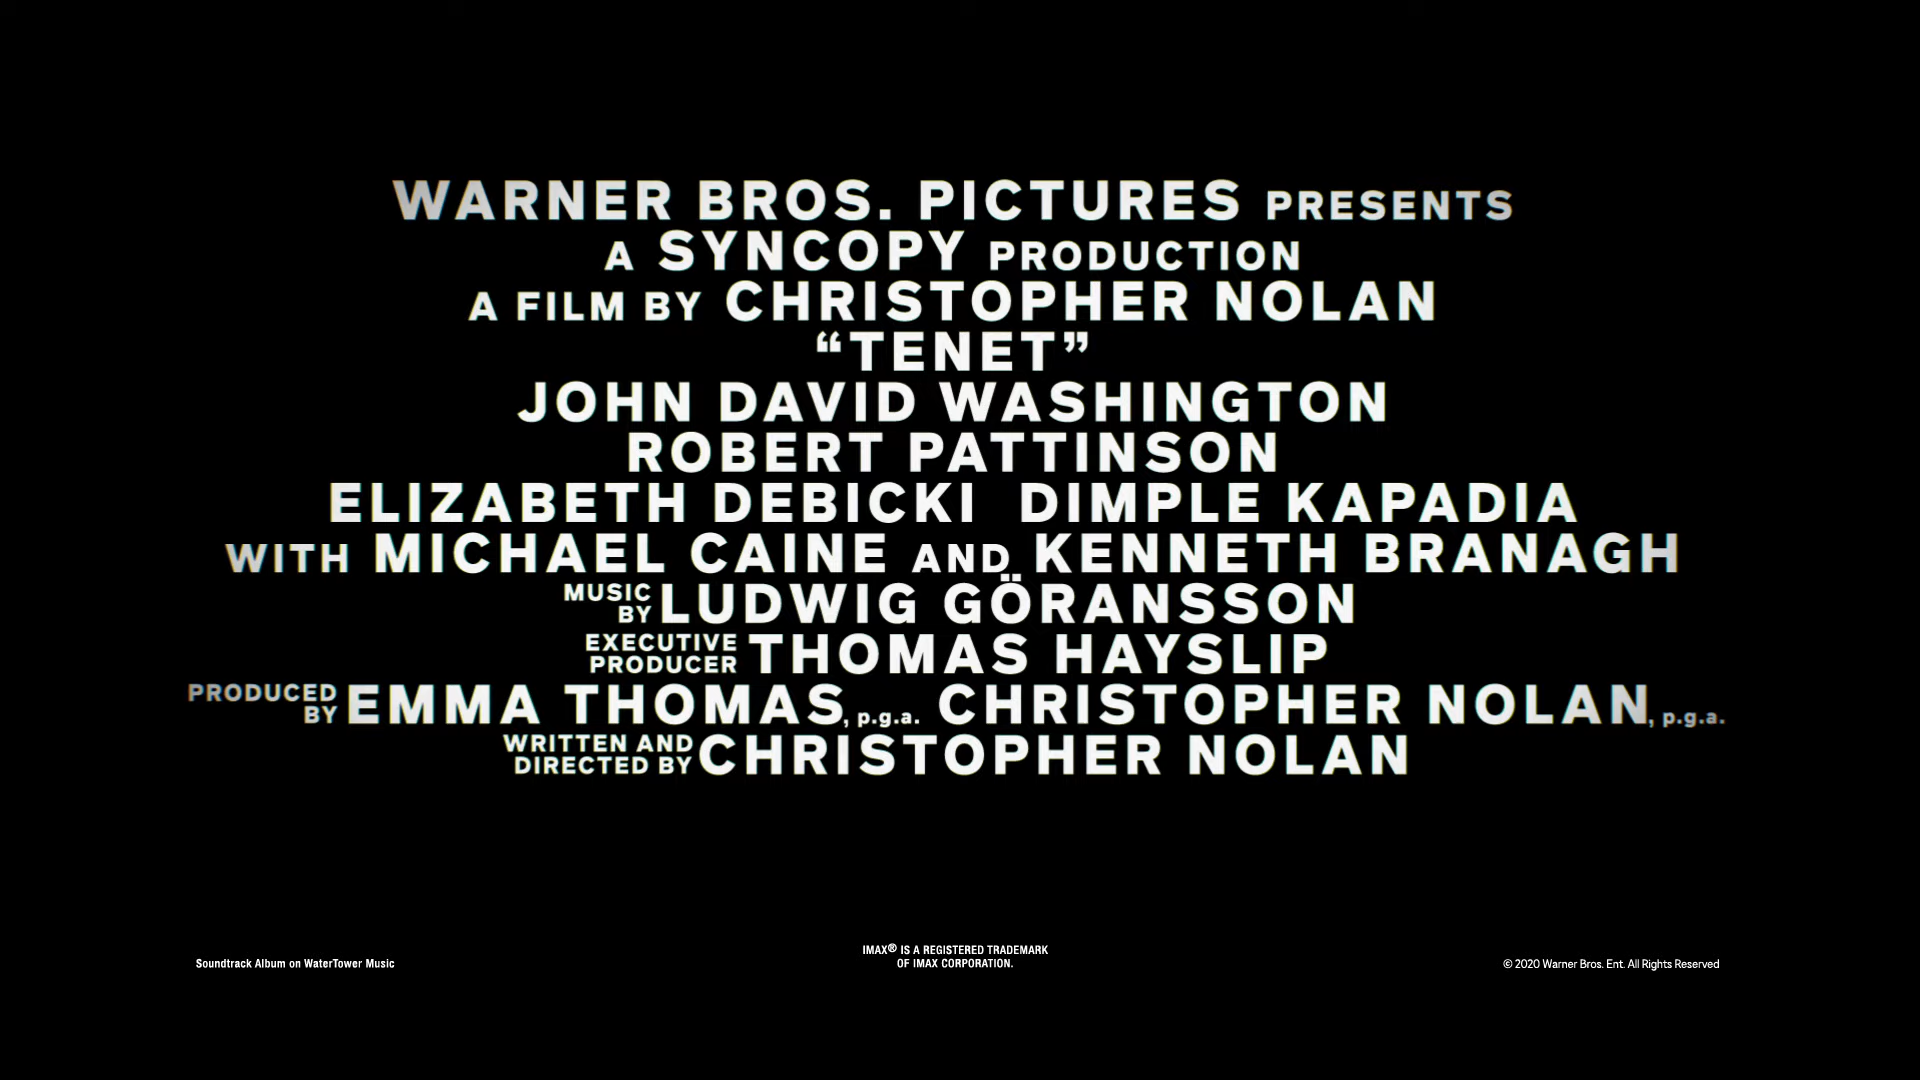 WARNER BROS. PICTURES PRESENTS
A SYNCOPY PRODUCTION
A FILM BY CHRISTOPHER NOLAN
“TENET”
JOHN DAVID WASHINGTON
ROBERT PATTINSON
ELIZABETH DEBICKI DIMPLE KAPADIA
WITH MICHAEL CAINE AND KENNETH BRANAGH
MUSIC BY LUDWIG GÖRANSSON
EXECUTIVE PRODUCER THOMAS HAYSLIP
PRODUCED BY EMMA THOMAS, p.g.a. CHRISTOPHER NOLAN, p.g.a.
WRITTEN AND DIRECTED BY CHRISTOPHER NOLAN
Soundtrack Album on WaterTower Music
IMAX® IS A REGISTERED TRADEMARK
OF IMAX CORPORATION.
© 2020 Warner Bros. Ent. All Rights Reserved